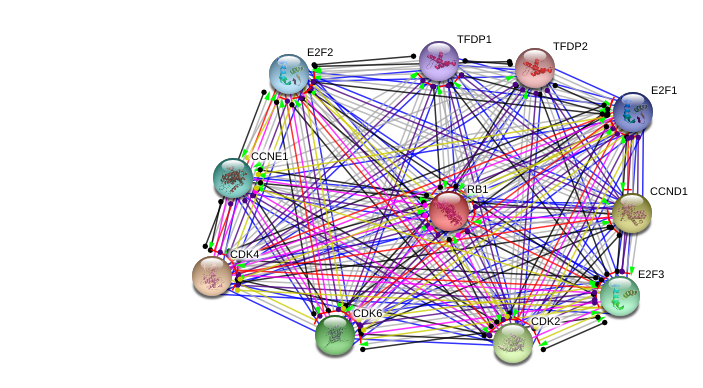 TFDP1
TFDP2
E2F2
E2F1
CCNE1
RB1
CCND1
CDK4
E2F3
CDK6
CDK2